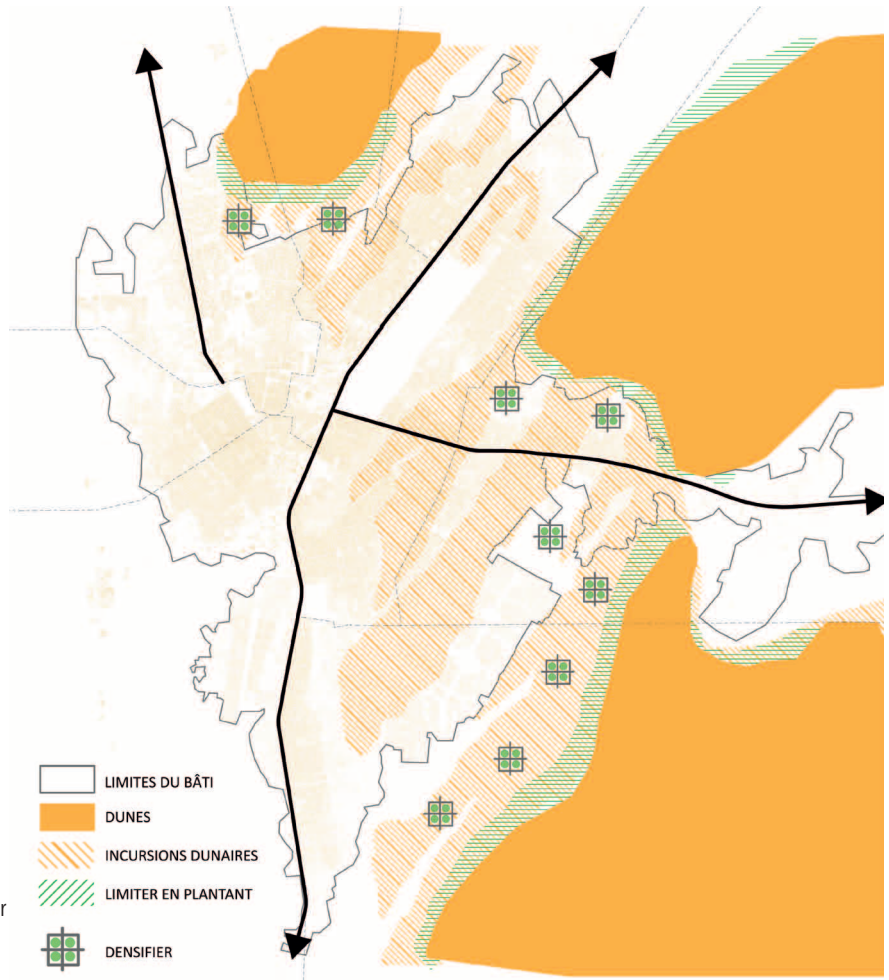 LIMITES DU BÂTI
DUNES
INCURSIONS DUNAIRES
LIMITER EN PLANTANT
r
DENSIFIER